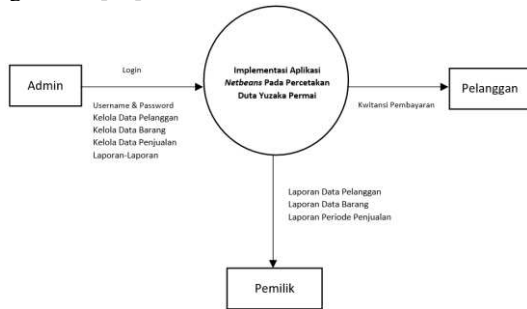 Admin
Login
Username & Password
Kelola Data Pelanggan
Kelola Data Barang
Kelola Data Penjualan
Laporan-Laporan
Implementasi Aplikasi
Netbeans Pada Percetakan
Duta Yuzaka Permai
Kwitansi Pembayaran
Pelanggan
Laporan Data Pelanggan
Laporan Data Barang
Laporan Periode Penjualan
Pemilik